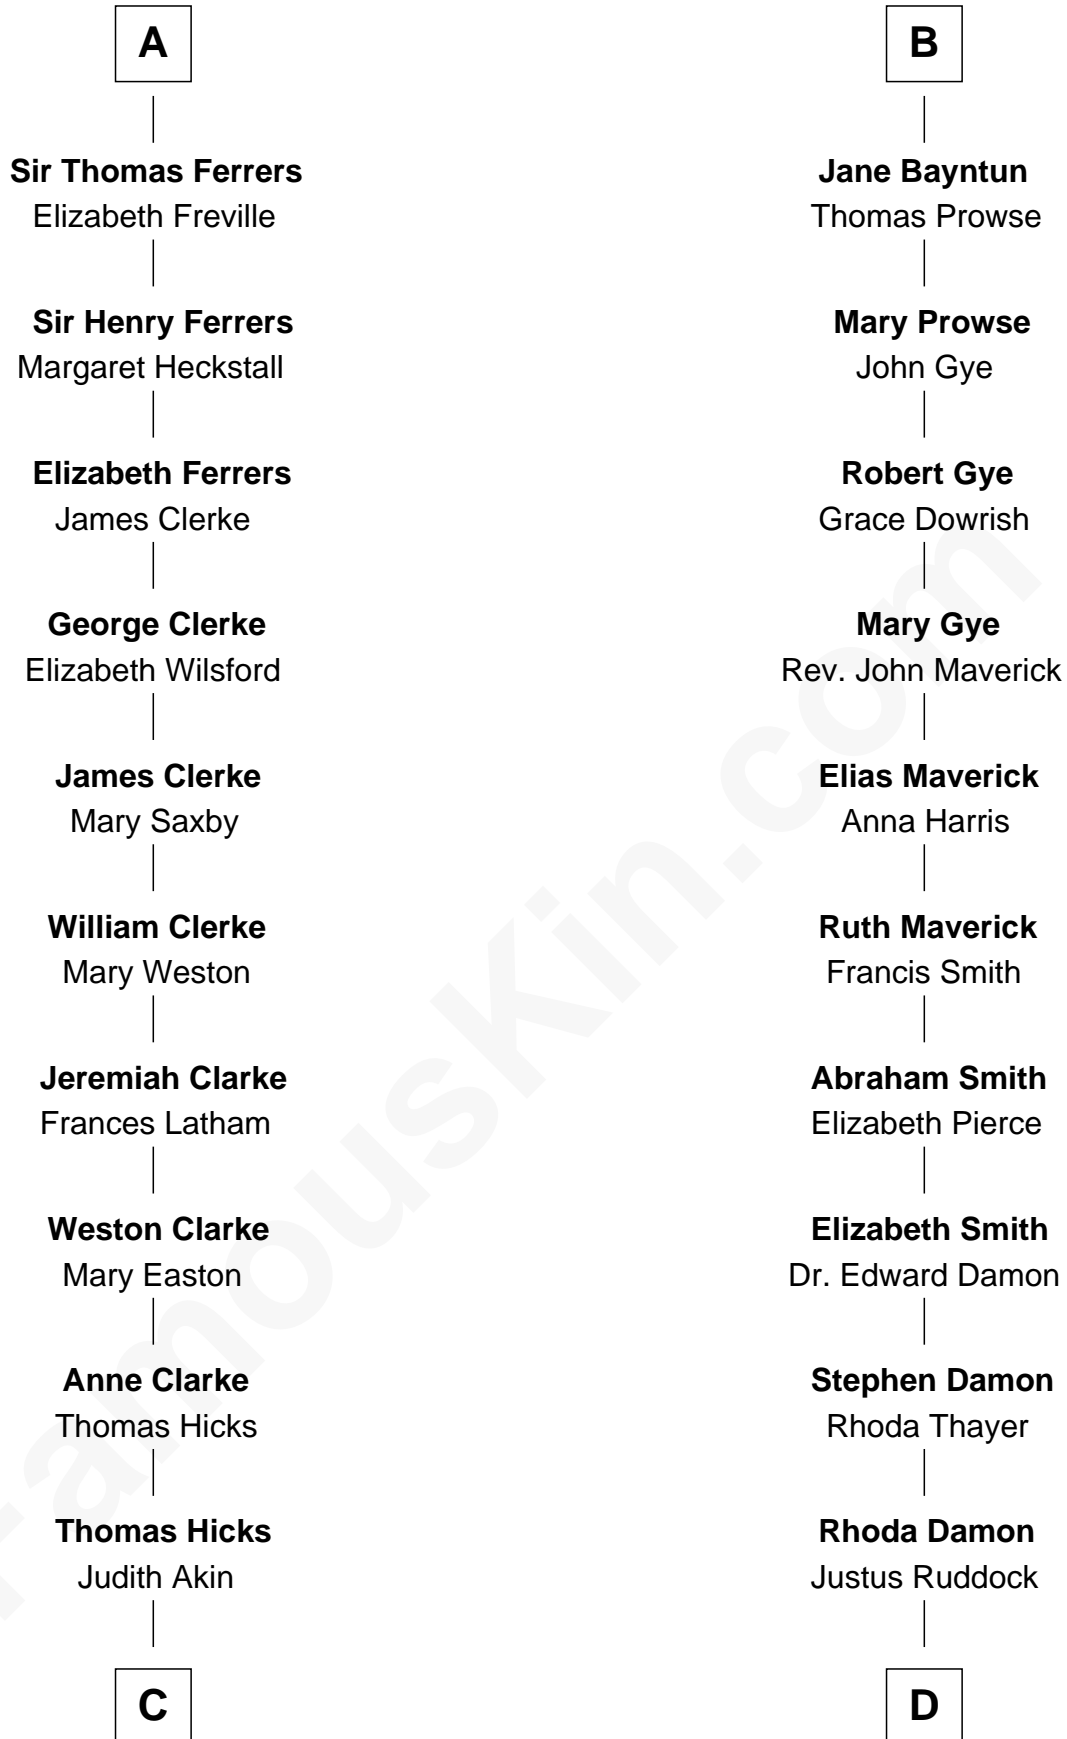 A
Sir Thomas Ferrers
Elizabeth Freville
Sir Henry Ferrers
Margaret Heckstall
Elizabeth Ferrers
James Clerke
George Clerke
Elizabeth Wilsford
James Clerke
Mary Saxby
William Clerke
Mary Weston
Jeremiah Clarke
Frances Latham
Weston Clarke
Mary Easton
Anne Clarke
Thomas Hicks
Thomas Hicks
Judith Akin
C
B
Jane Bayntun
Thomas Prowse
Mary Prowse
John Gye
Robert Gye
Grace Dowrish
Mary Gye
Rev. John Maverick
Elias Maverick
Anna Harris
Ruth Maverick
Francis Smith
Abraham Smith
Elizabeth Pierce
Elizabeth Smith
Dr. Edward Damon
Stephen Damon
Rhoda Thayer
Rhoda Damon
Justus Ruddock
D
FamousKin.com